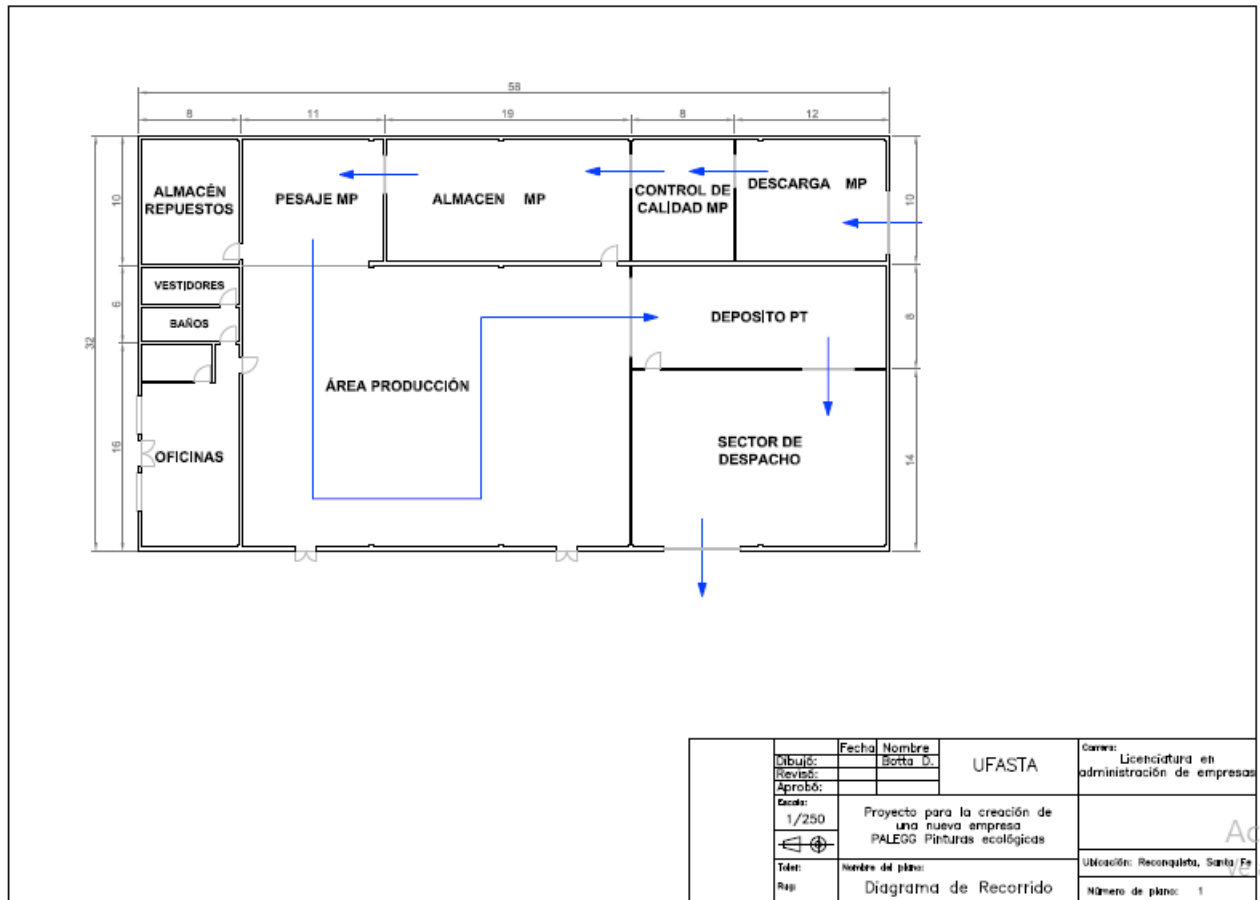 58
8
11
19
8
12
ALMACÉN
REPUESTOS
PESAJE MP
ALMACEN MP
CONTROL DE
CALIDAD MP
DESCARGA MP
10
10
VESTIDORES
BAÑOS
6
32
DEPOSITO PT
8
ÁREA PRODUCCIÓN
OFICINAS
16
SECTOR DE
DESPACHO
14
Fecha Nombre
Dibujó: Botta D.
Revisó:
Aprobó:
UFASTA
Carrera:
Licenciatura en
administración de empresas
Escala:
1/250
Proyecto para la creación de
una nueva empresa
PALEGG Pinturas ecológicas
Ubicación: Reconquista, Santa Fe
Toler:
Rug:
Nombre del plano:
Diagrama de Recorrido
Número de plano: 1